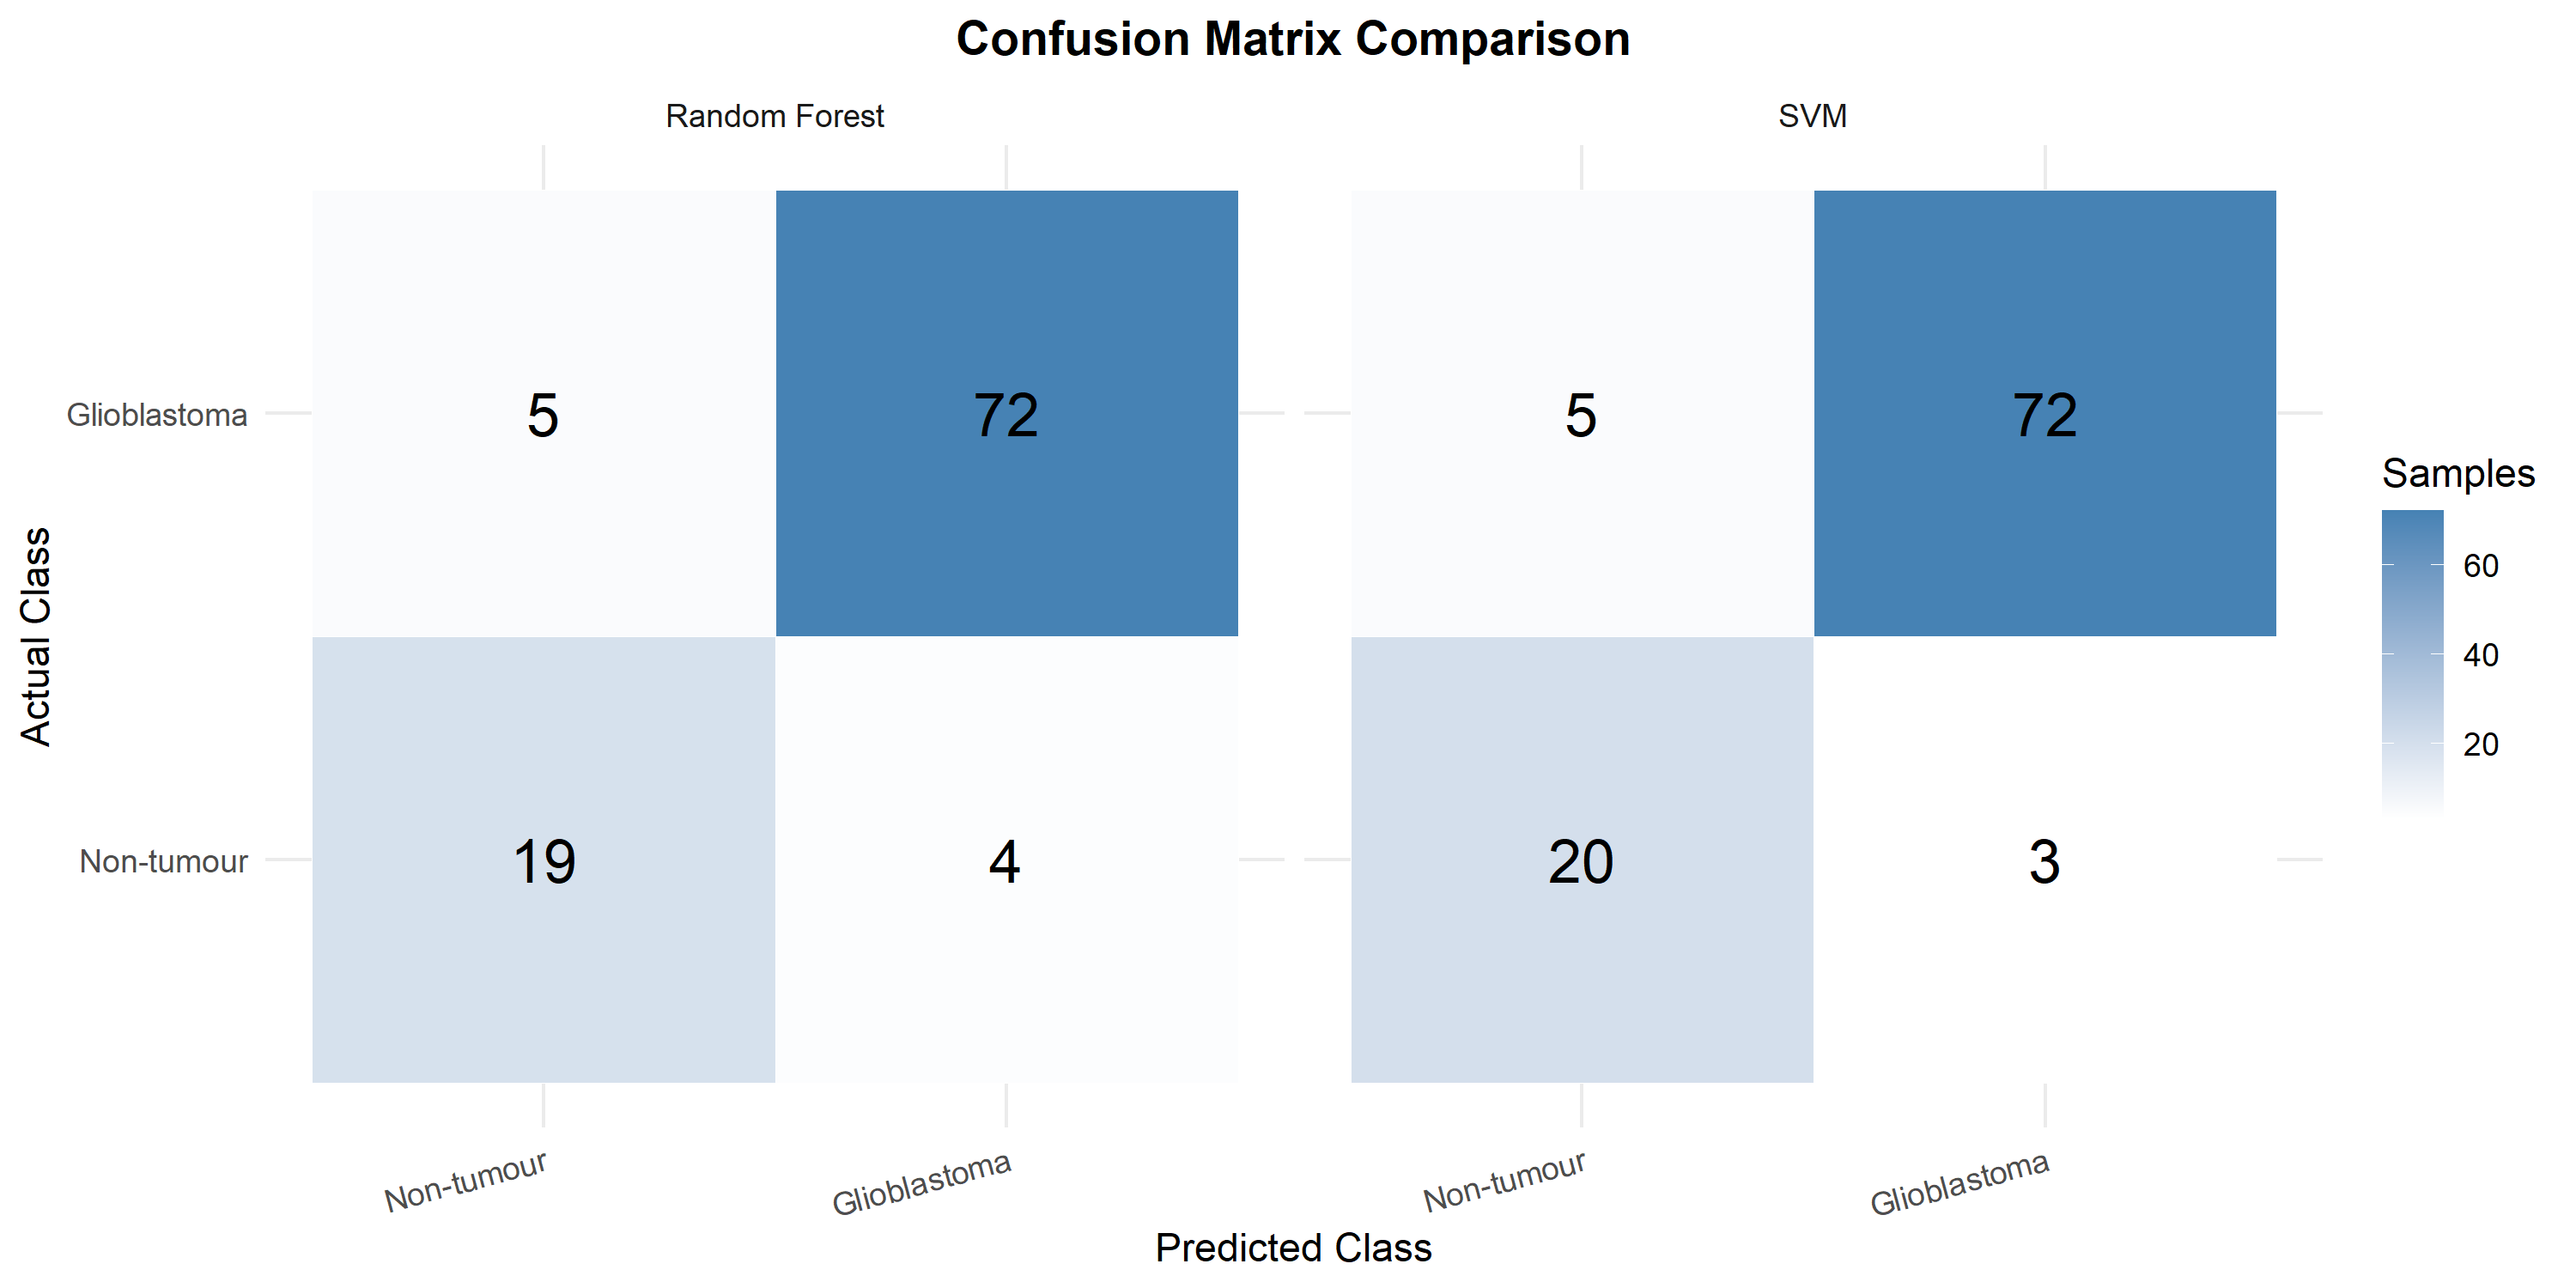 Confusion Matrix Comparison
Random Forest
SVM
Actual Class
Glioblastoma
5
72
5
72
Non-tumour
19
4
20
3
Samples
60
40
20
Non-tumour
Glioblastoma
Non-tumour
Glioblastoma
Predicted Class